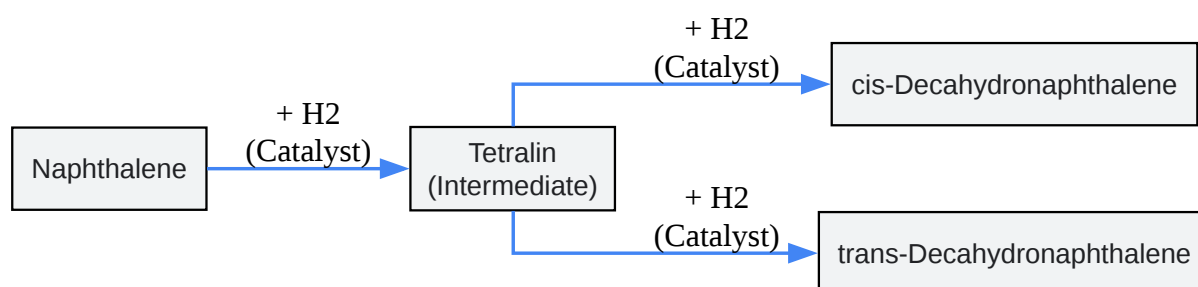 Naphthalene
+ H2
(Catalyst)
Tetralin
(Intermediate)
+ H2
(Catalyst)
cis-Decahydronaphthalene
+ H2
(Catalyst)
trans-Decahydronaphthalene